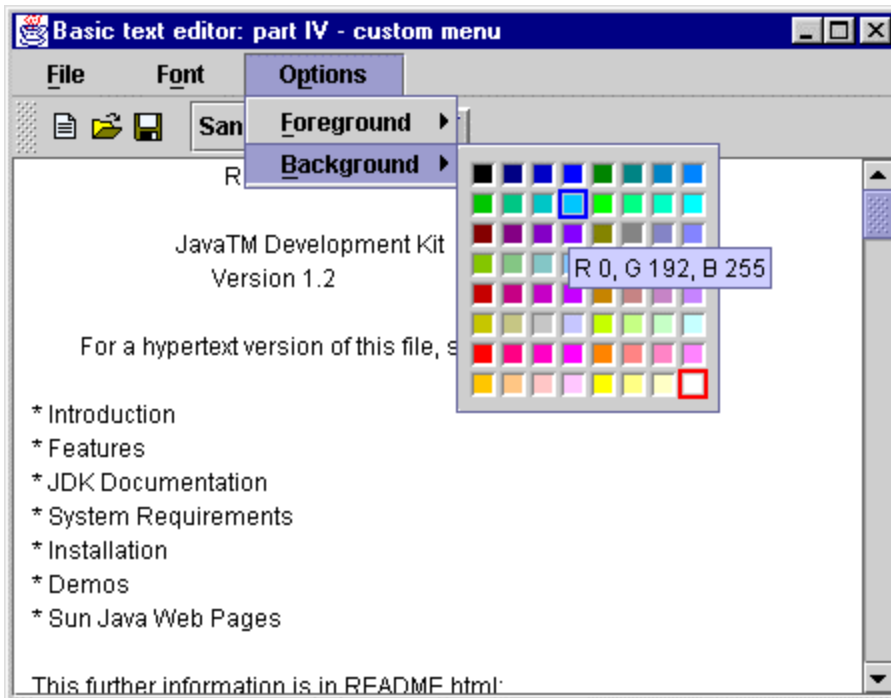 Basic text editor: part IV - custom menu
File Font Options
San
Foreground
Background
R
JavaTM Development Kit
Version 1.2
R 0, G 192, B 255
For a hypertext version of this file, s
* Introduction
* Features
* JDK Documentation
* System Requirements
* Installation
* Demos
* Sun Java Web Pages
This further information is in README.html: